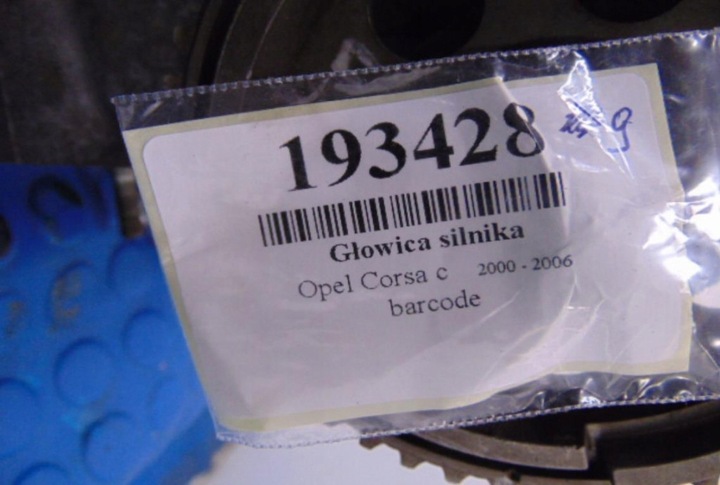 193428 g
Głowica silnika
Opel Corsa c 2000 - 2006
barcode